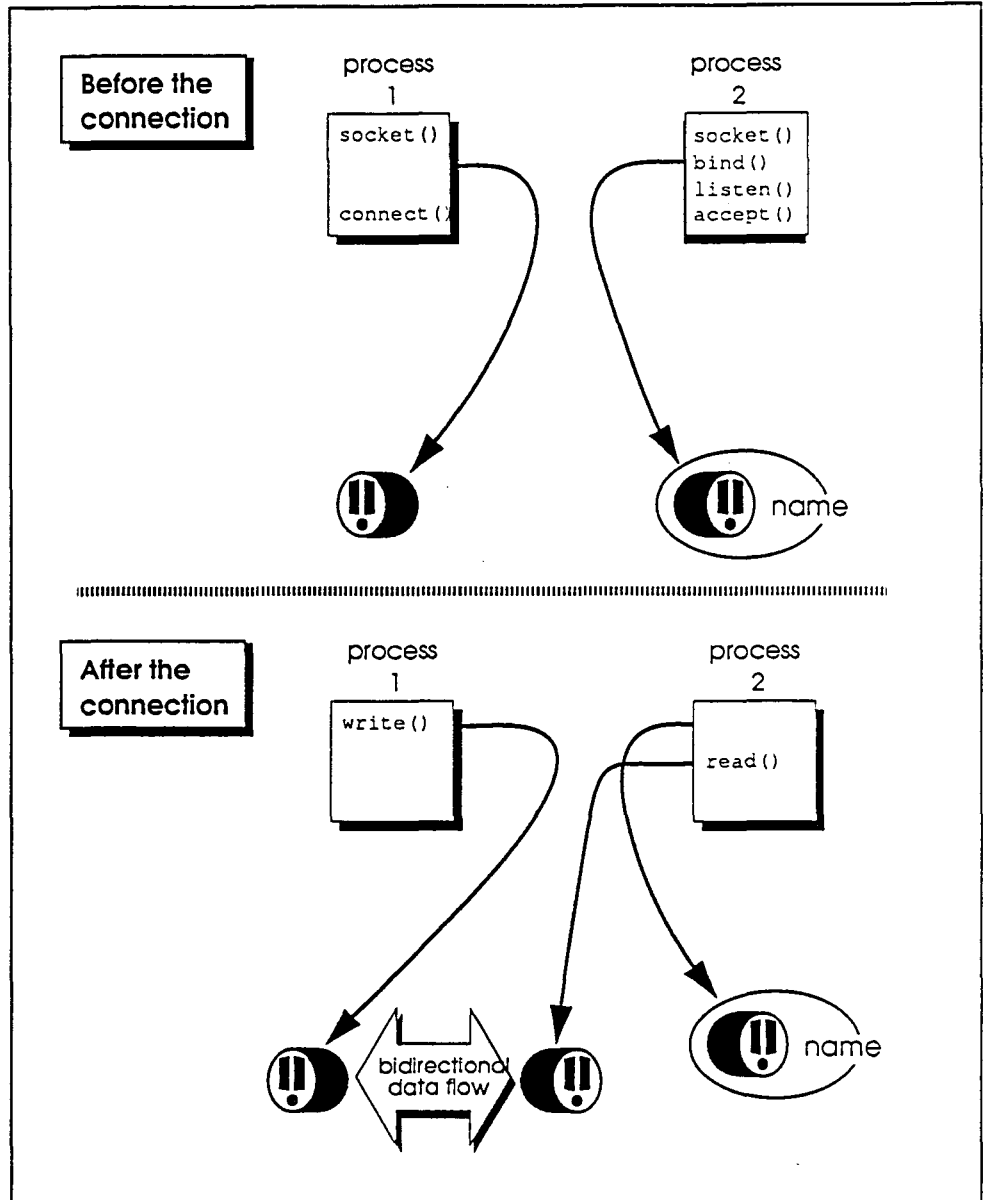 Before the
connection
process
1
socket()
connect()
process
2
socket()
bind()
listen()
accept()
name
After the
connection
process
1
write()
process
2
read()
bidirectional
data flow
name